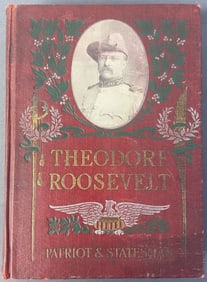 THEODORE
ROOSEVELT
PATRIOT & STATESMAN